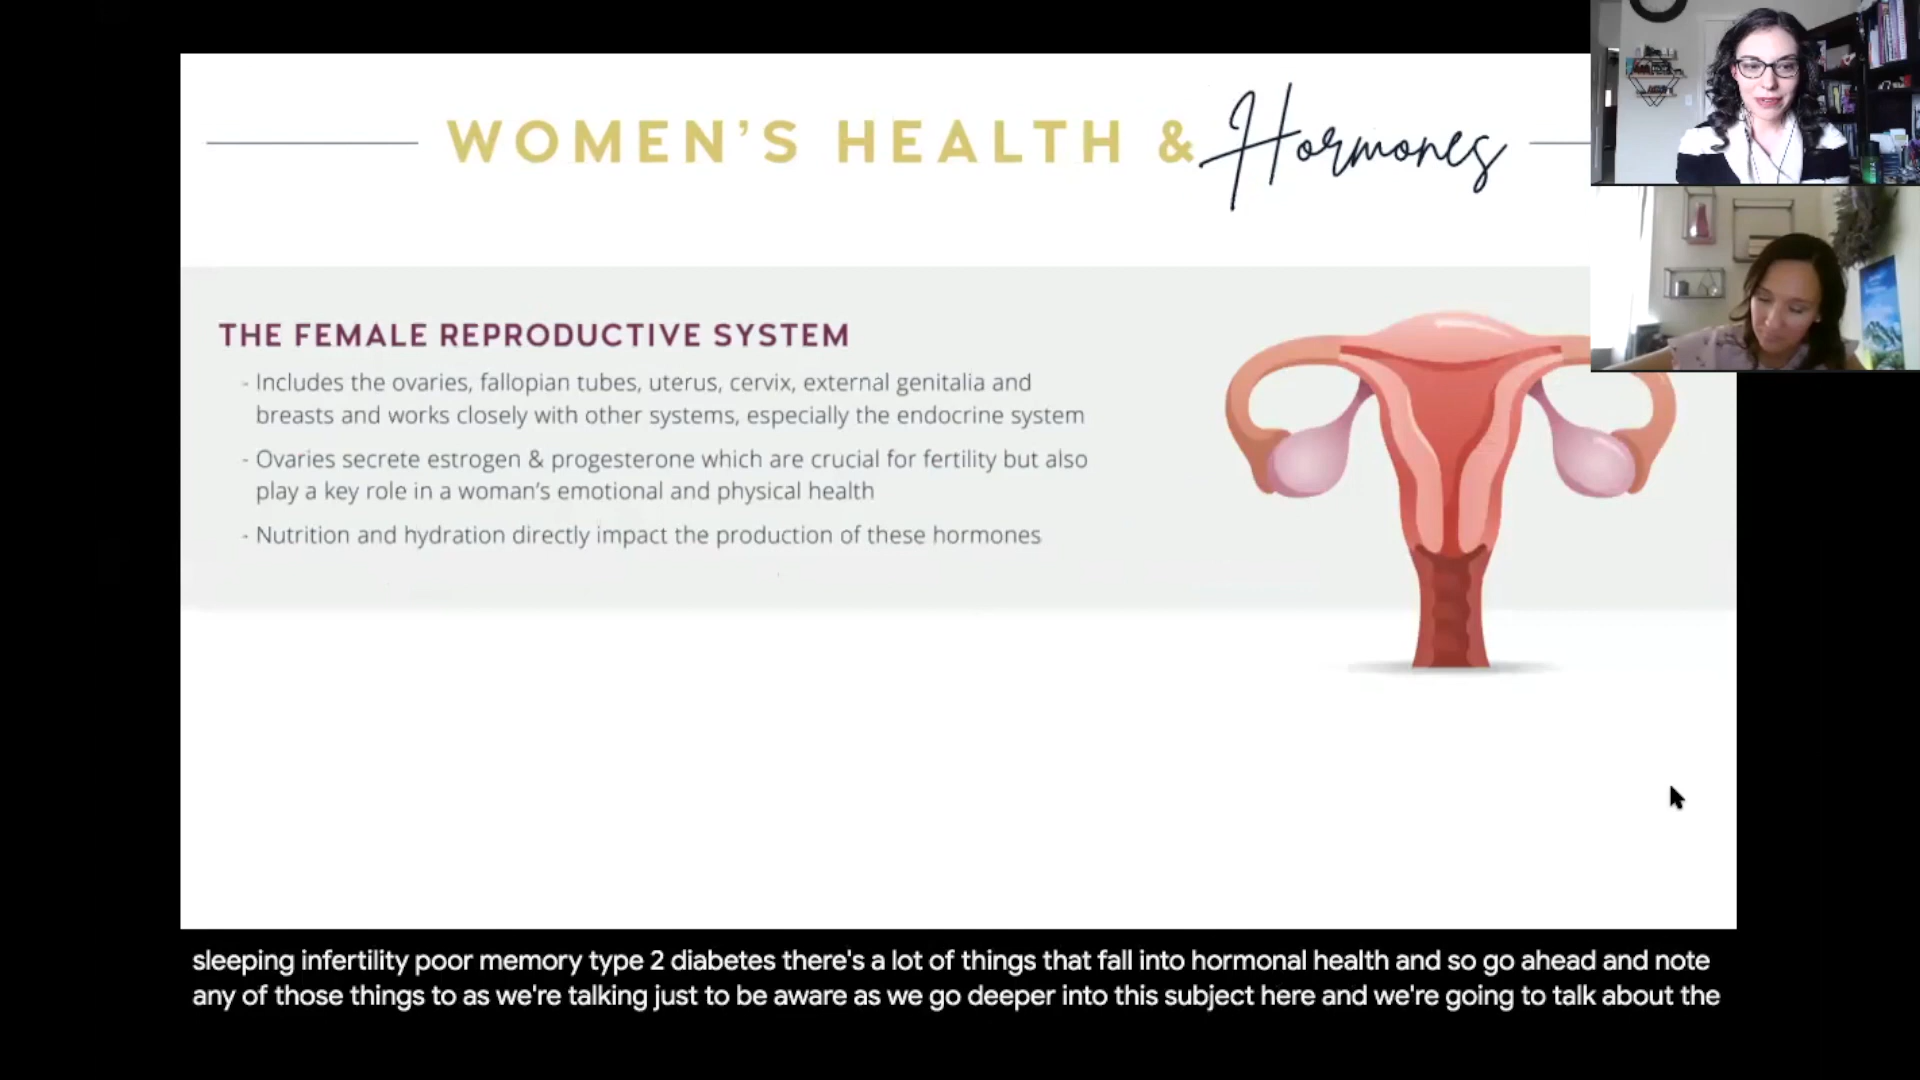 WOMEN'S HEALTH & Hormones
THE FEMALE REPRODUCTIVE SYSTEM
- Includes the ovaries, fallopian tubes, uterus, cervix, external genitalia and
breasts and works closely with other systems, especially the endocrine system
- Ovaries secrete estrogen & progesterone which are crucial for fertility but also
play a key role in a woman's emotional and physical health
- Nutrition and hydration directly impact the production of these hormones
sleeping infertility poor memory type 2 diabetes there's a lot of things that fall into hormonal health and so go ahead and note
any of those things to as we're talking just to be aware as we go deeper into this subject here and we're going to talk about the